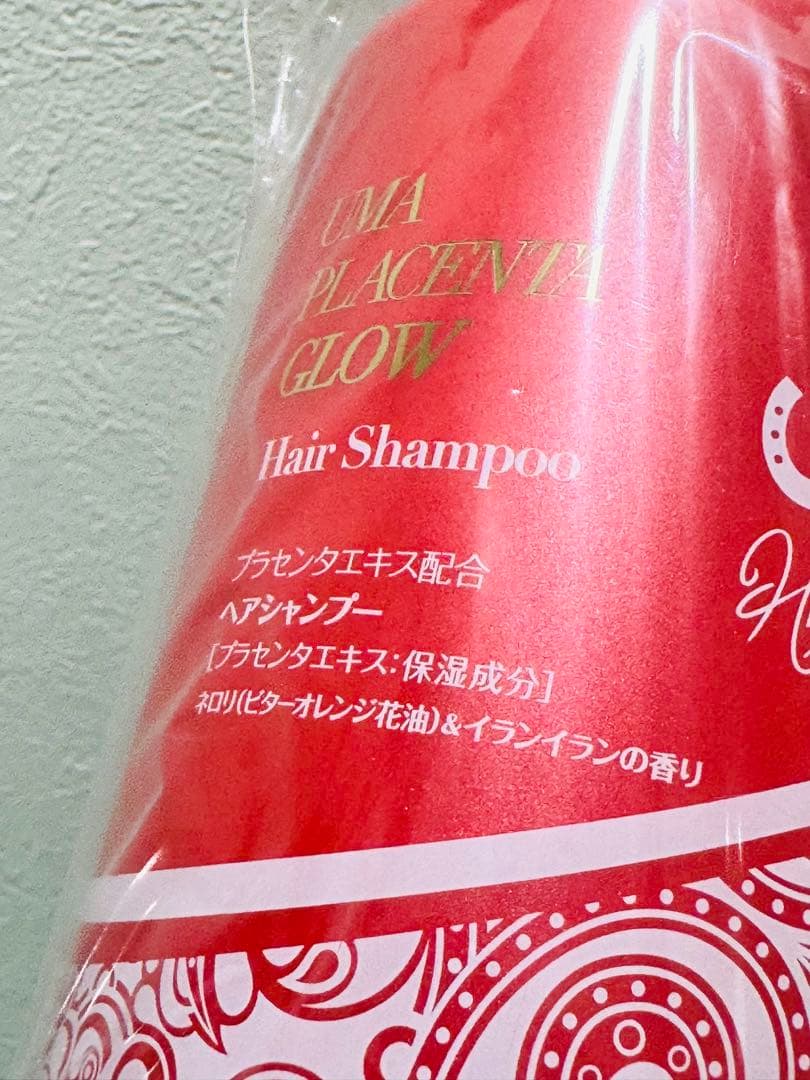 UMA
PLACENTA
GLOW
Hair Shampoo
プラセンタエキス配合
ヘアシャンプー
[プラセンタエキス:保湿成分]
ネロリ(ビターオレンジ花油)&イランイランの香り